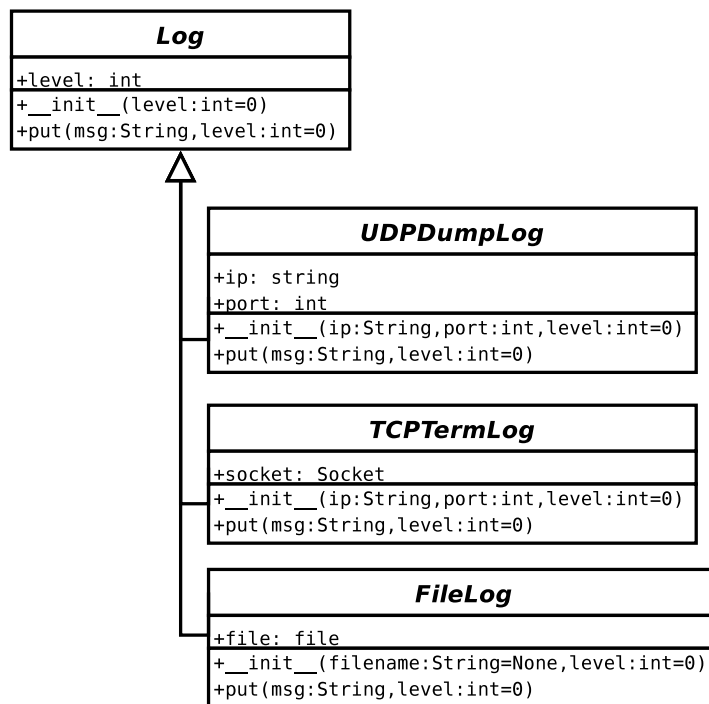 Log
+level: int
+__init__(level:int=0)
+put(msg:String,level:int=0)
UDPDumpLog
+ip: string
+port: int
+__init__(ip:String,port:int,level:int=0)
+put(msg:String,level:int=0)
TCPTermLog
+socket: Socket
+__init__(ip:String,port:int,level:int=0)
+put(msg:String,level:int=0)
FileLog
+file: file
+__init__(filename:String=None,level:int=0)
+put(msg:String,level:int=0)